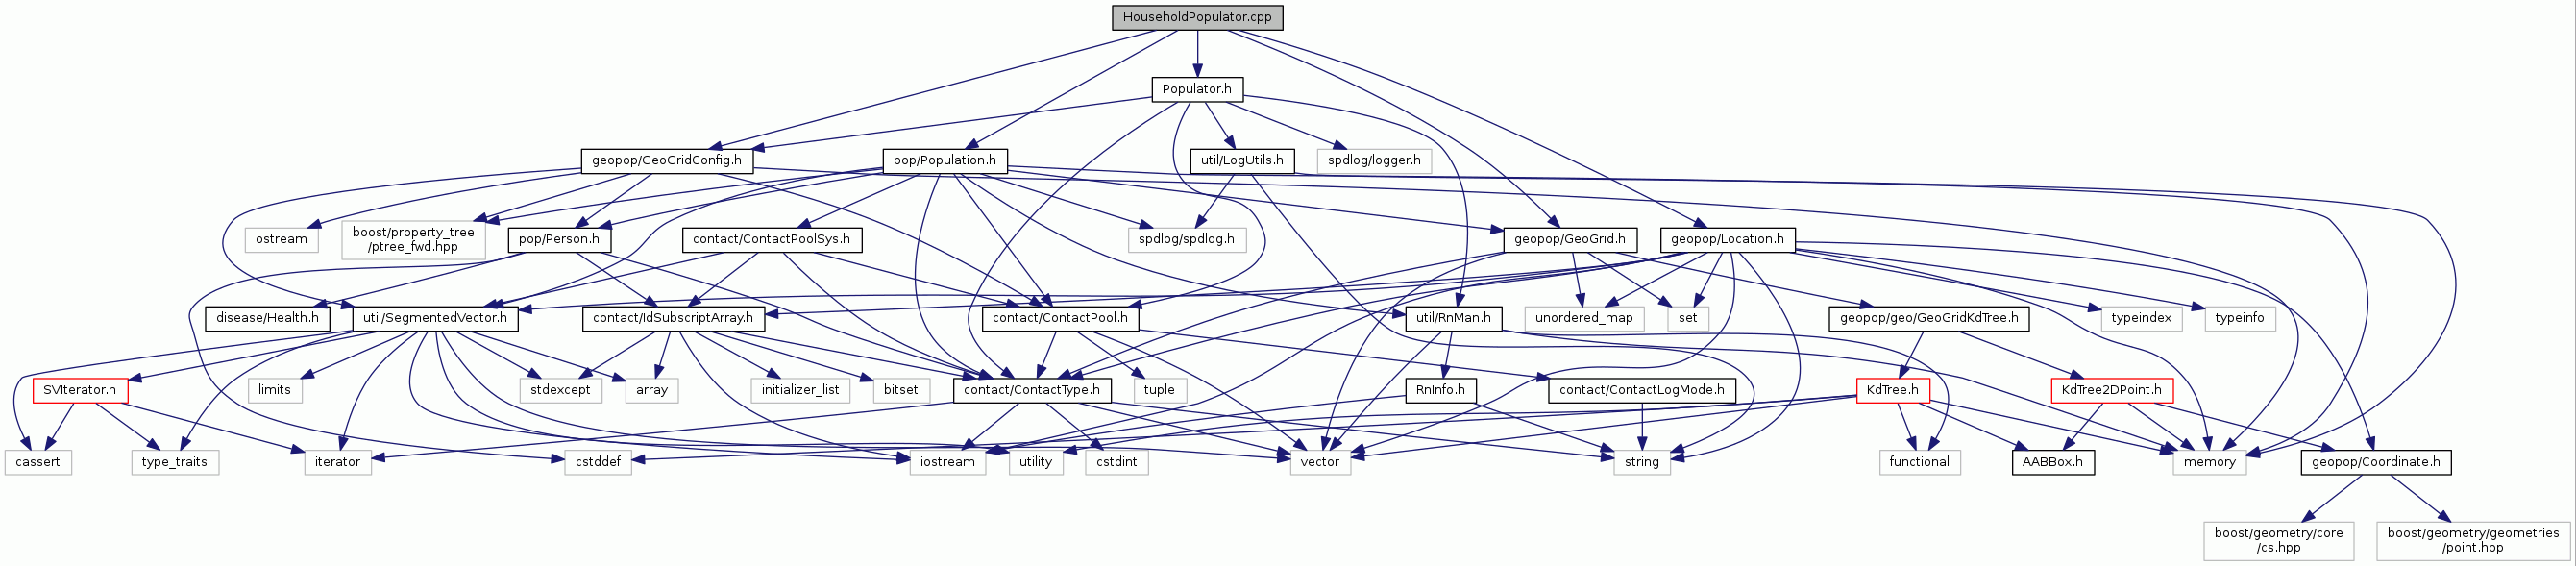 HouseholdPopulator.cpp
Populator.h
geopop/GeoGridConfig.h
pop/Population.h
util/LogUtils.h
spdlog/logger.h
ostream
boost/property_tree
/ptree_fwd.hpp
pop/Person.h
contact/ContactPoolSys.h
spdlog/spdlog.h
geopop/GeoGrid.h
geopop/Location.h
disease/Health.h
util/SegmentedVector.h
contact/IdSubscriptArray.h
contact/ContactPool.h
util/RnMan.h
unordered_map
set
geopop/geo/GeoGridKdTree.h
typeindex
typeinfo
SVIterator.h
limits
stdexcept
array
initializer_list
bitset
contact/ContactType.h
tuple
RnInfo.h
contact/ContactLogMode.h
KdTree.h
KdTree2DPoint.h
cassert
type_traits
iterator
cstddef
iostream
utility
cstdint
vector
string
functional
AABBox.h
memory
geopop/Coordinate.h
boost/geometry/core
/cs.hpp
boost/geometry/geometries
/point.hpp